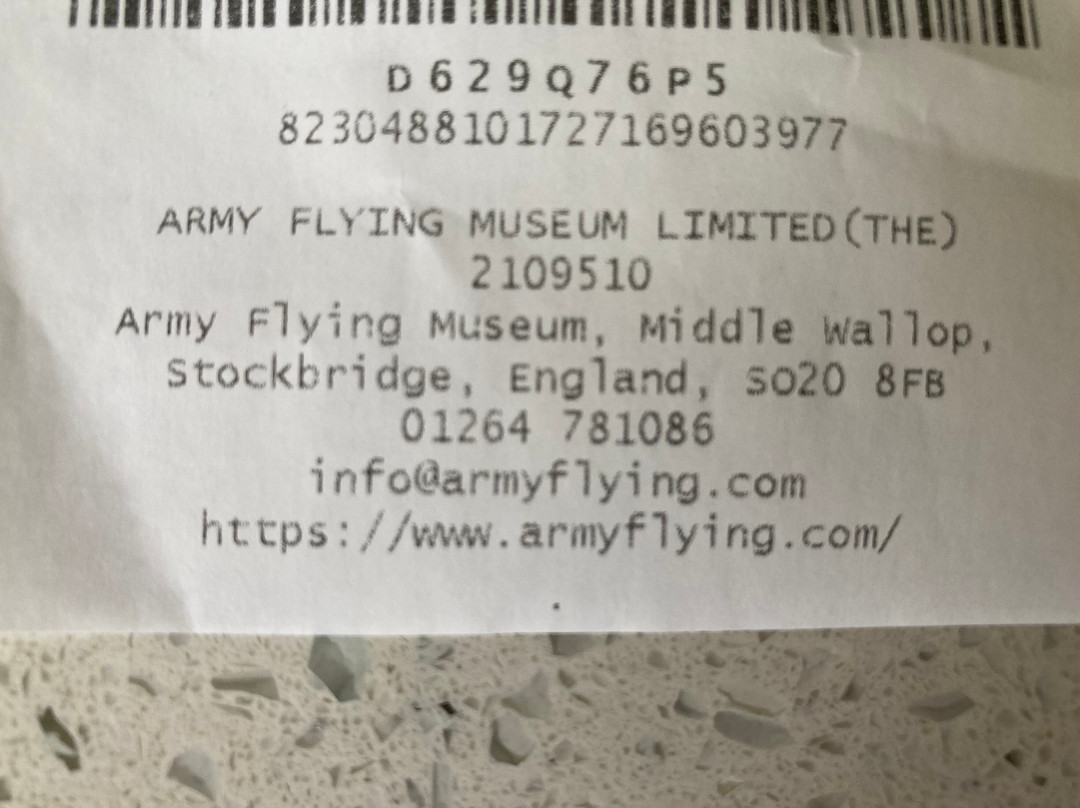 D629Q76P5
8230488101727169603977
ARMY FLYING MUSEUM LIMITED(THE)
2109510
Army Flying Museum, Middle Wallop,
Stockbridge, England, SO20 8FB
01264 781086
info@armyflying.com
https://www.armyflying.com/
.